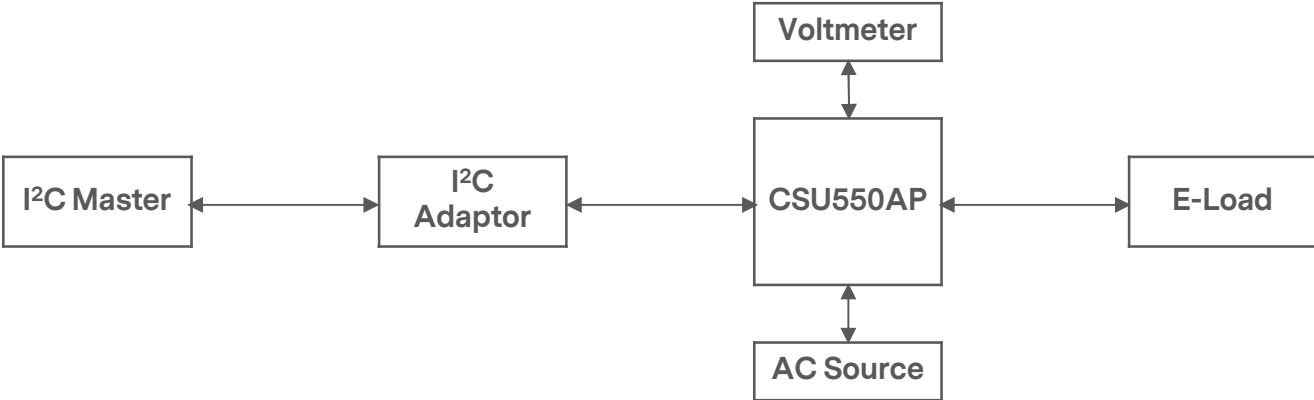 Voltmeter
I²C Master
I²C
Adaptor
CSU550AP
E-Load
AC Source